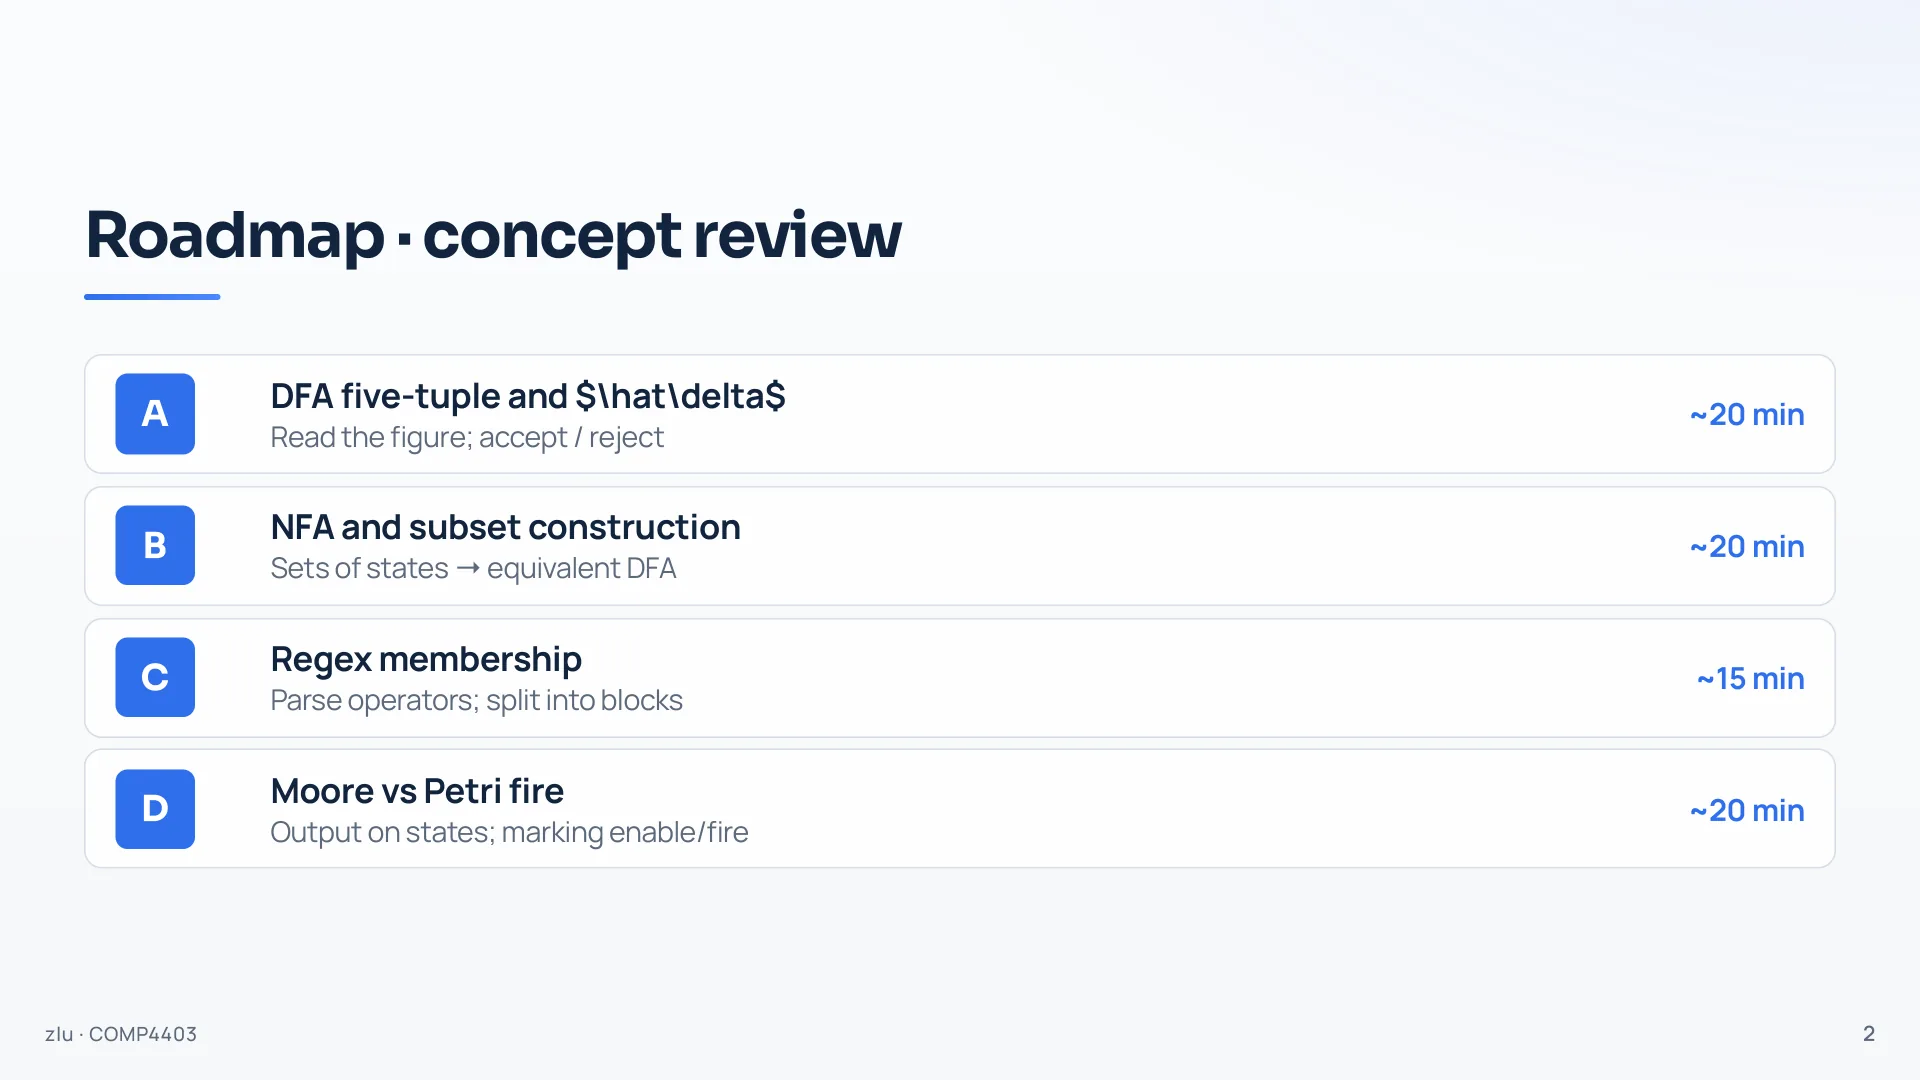 Roadmap · concept review
A
DFA five-tuple and $\hat\delta$
Read the figure; accept / reject
~20 min
B
NFA and subset construction
Sets of states → equivalent DFA
~20 min
C
Regex membership
Parse operators; split into blocks
~15 min
D
Moore vs Petri fire
Output on states; marking enable/fire
~20 min
zlu · COMP4403
2